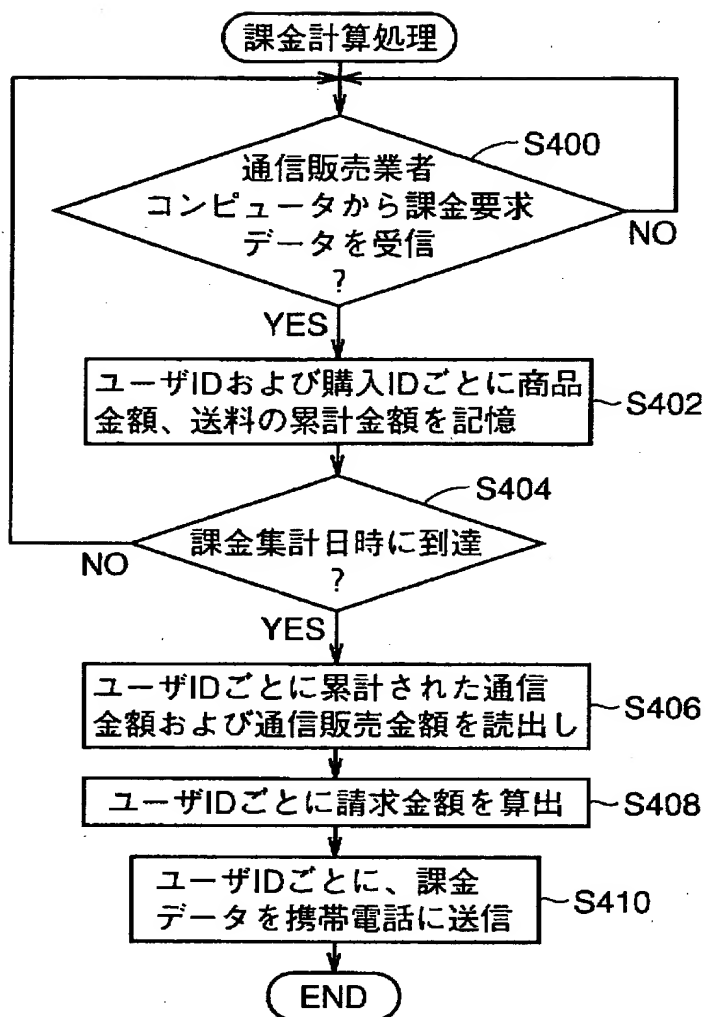 課金計算処理
S400
通信販売業者
コンピュータから課金要求
データを受信
?
NO
YES
ユーザIDおよび購入IDごとに商品
金額、送料の累計金額を記憶
S402
S404
課金集計日時に到達
?
NO
YES
ユーザIDごとに累計された通信
金額および通信販売金額を読出し
S406
ユーザIDごとに請求金額を算出
S408
ユーザIDごとに、課金
データを携帯電話に送信
S410
END